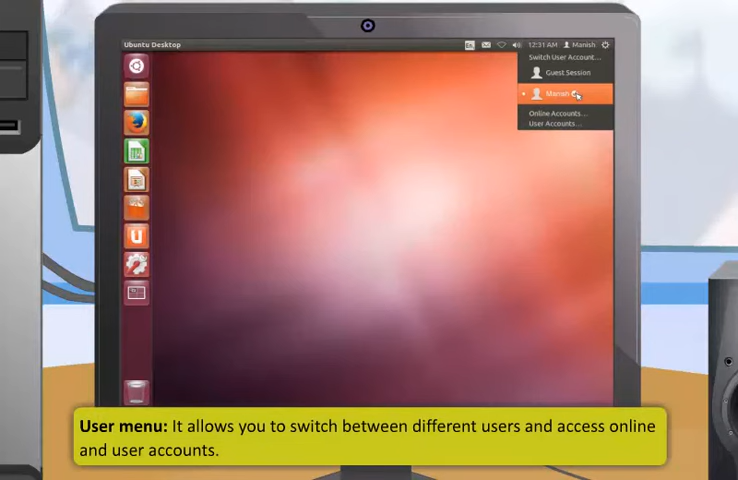 Ubuntu Desktop
En
12:31 AM
Manish
Switch User Account...
Guest Session
Manish
Online Accounts...
User Accounts...
User menu: It allows you to switch between different users and access online
and user accounts.